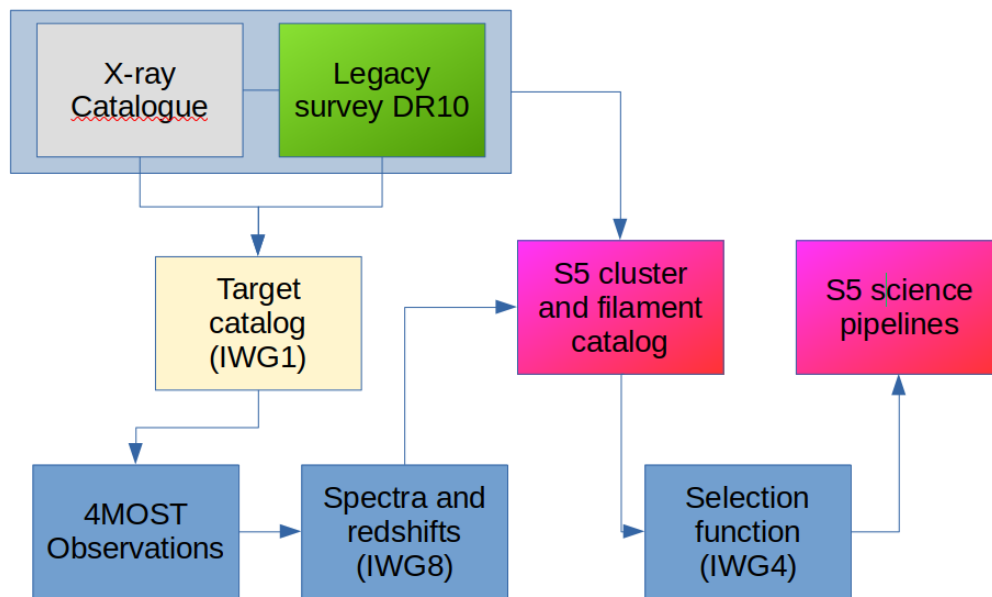 X-ray
Catalogue
Legacy
survey DR10
Target
catalog
(IWG1)
S5 cluster
and filament
catalog
S5 science
pipelines
4MOST
Observations
Spectra and
redshifts
(IWG8)
Selection
function
(IWG4)